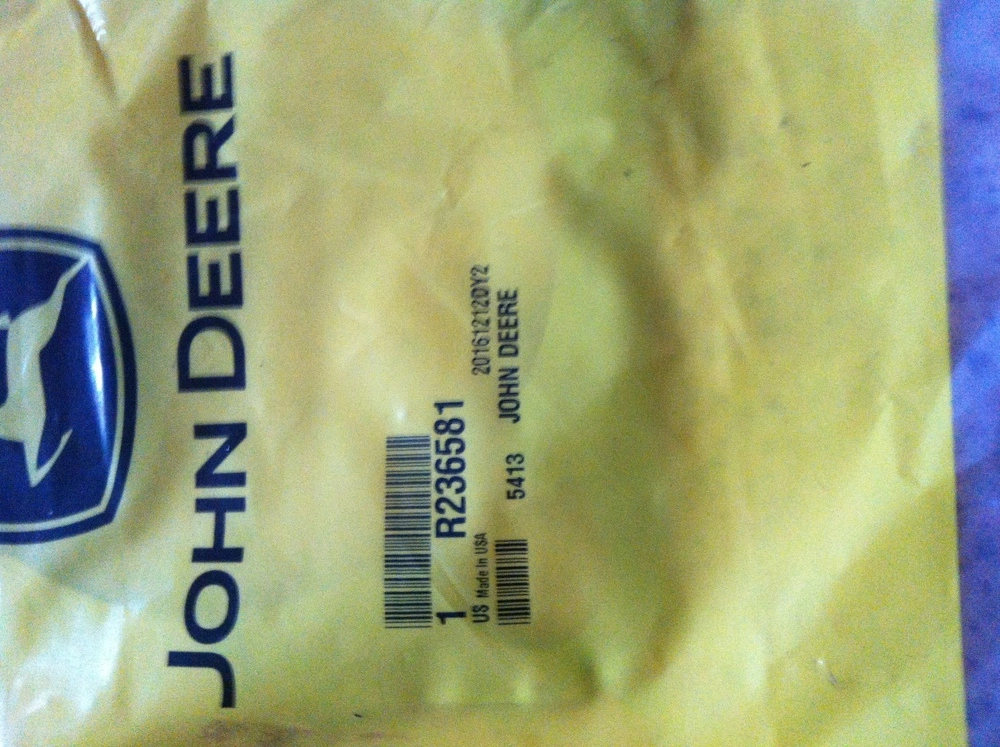 JOHN DEERE
1 R236581
US Made In USA 20161212DY2
5413 JOHN DEERE